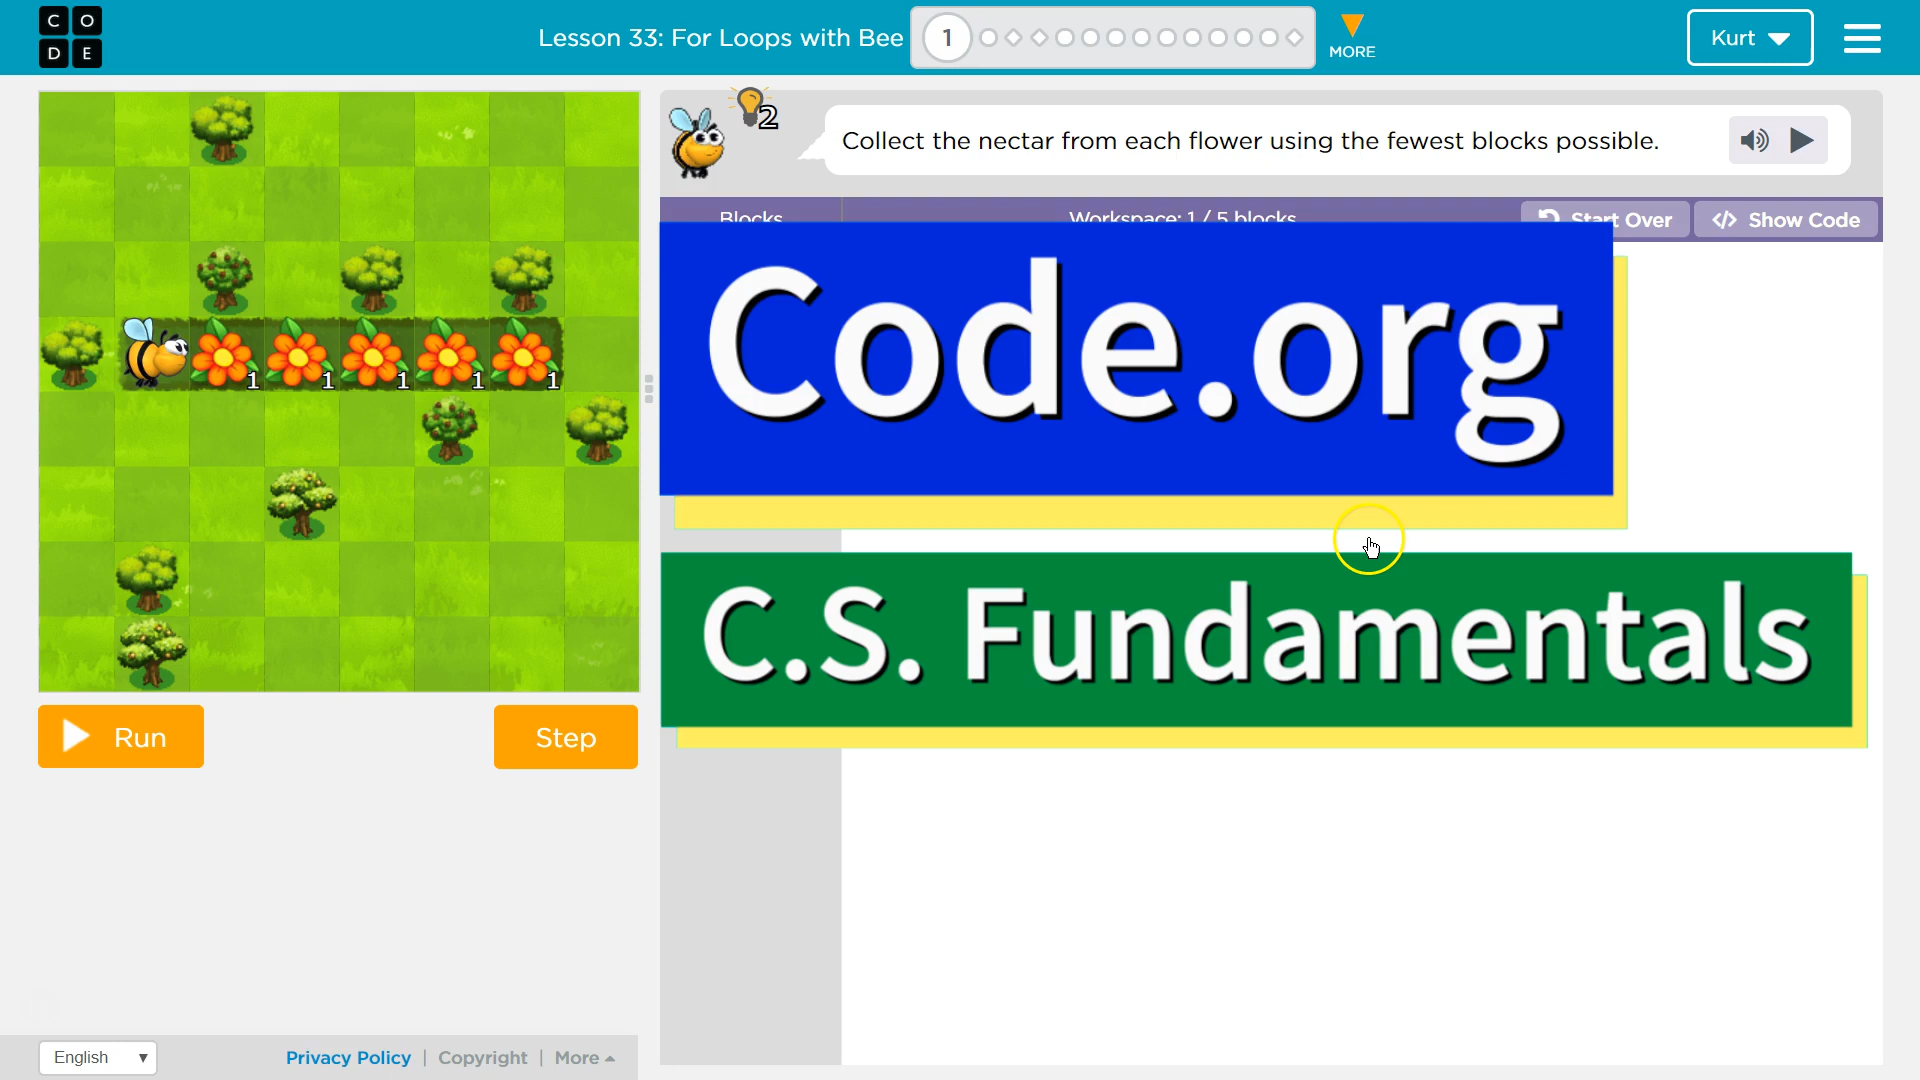 C O
D E
Lesson 33: For Loops with Bee
1
MORE
Kurt
2
Collect the nectar from each flower using the fewest blocks possible.
Blocks
Workspace: 1 / 5 blocks
Start Over
</> Show Code
Code.org
1 1 1 1 1
C.S. Fundamentals
Run
Step
English
Privacy Policy | Copyright | More